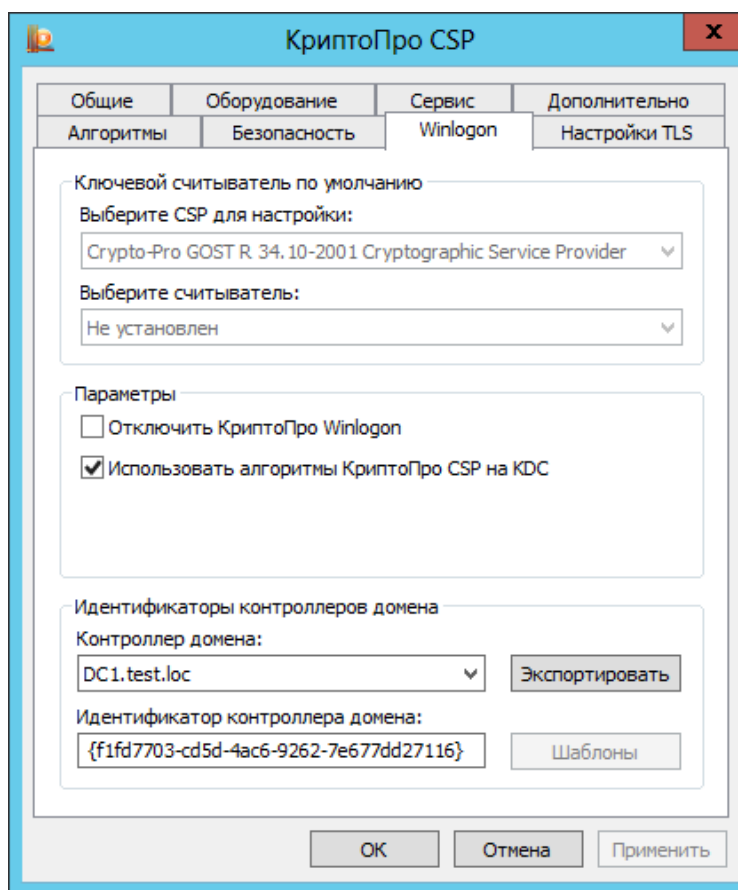 КриптоПро CSP
x
Общие Оборудование Сервис Дополнительно
Алгоритмы Безопасность Winlogon Настройки TLS
Ключевой считыватель по умолчанию
Выберите CSP для настройки:
Crypto-Pro GOST R 34.10-2001 Cryptographic Service Provider
Выберите считыватель:
Не установлен
Параметры
Отключить КриптоПро Winlogon
Использовать алгоритмы КриптоПро CSP на KDC
Идентификаторы контроллеров домена
Контроллер домена:
DC1.test.loc Экспортировать
Идентификатор контроллера домена:
{f1fd7703-cd5d-4ac6-9262-7e677dd27116} Шаблоны
ОК Отмена Применить